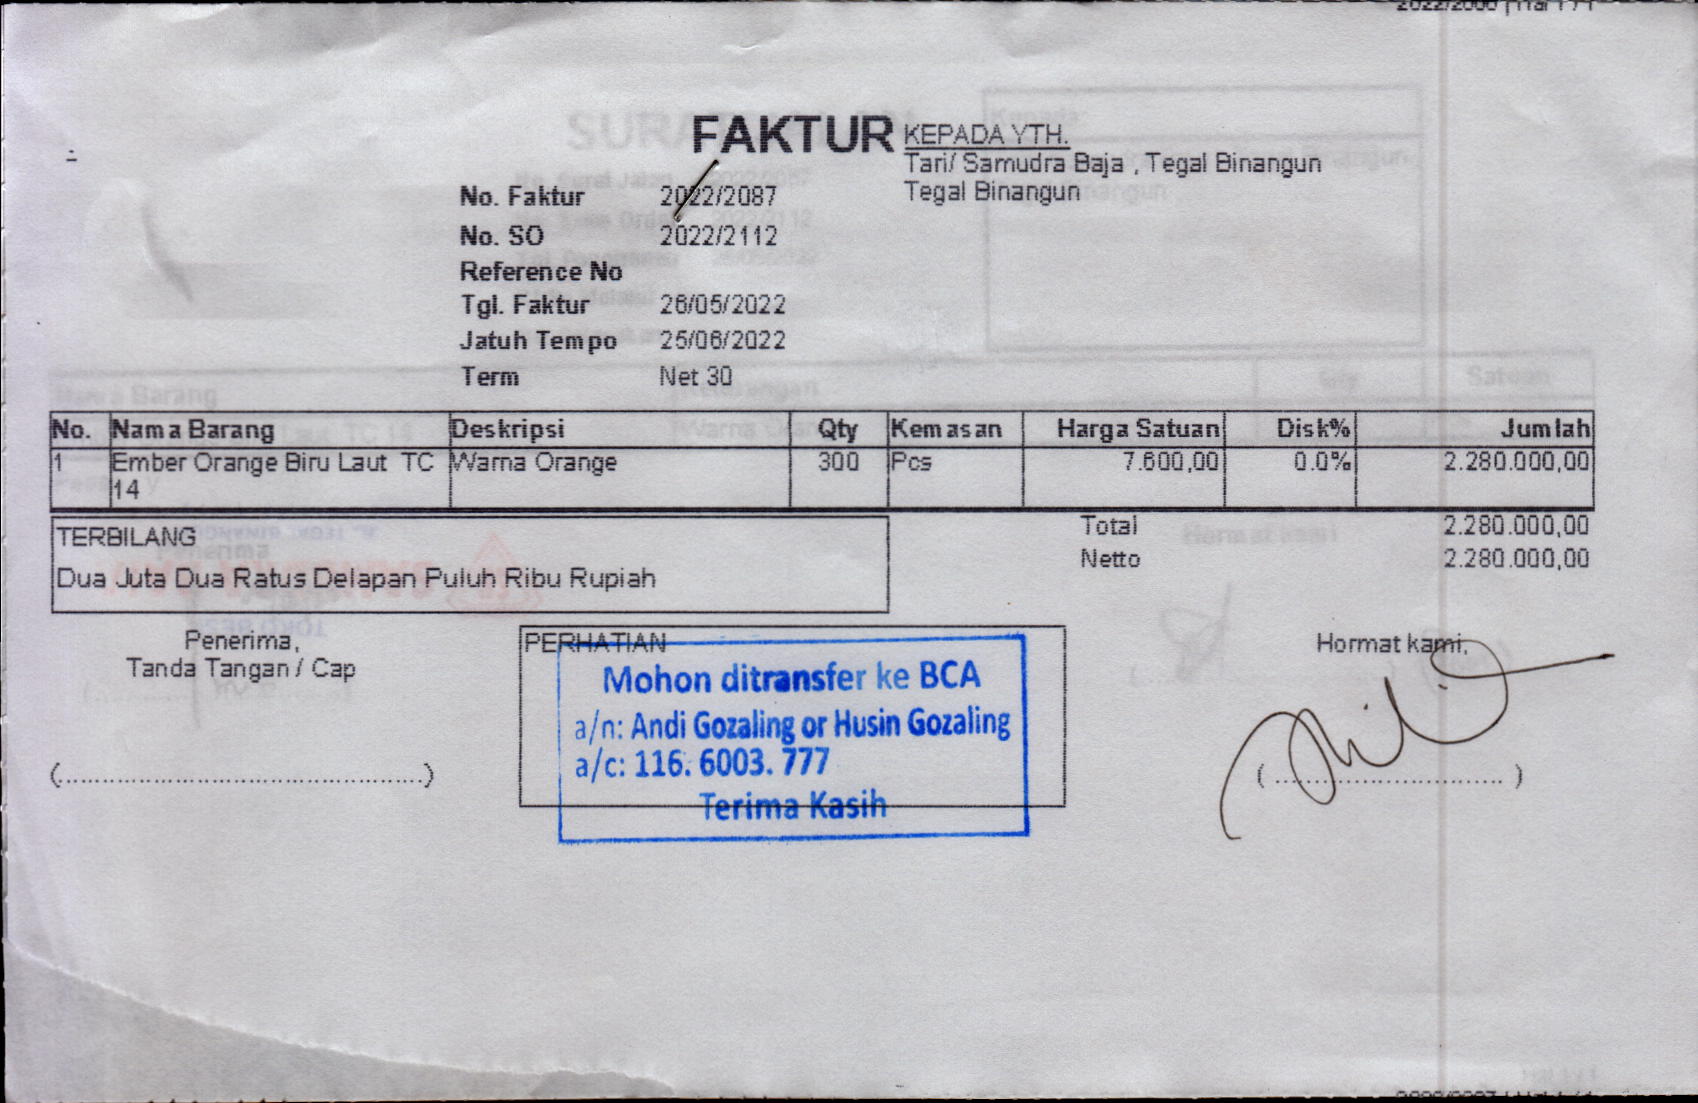 FAKTUR
KEPADA YTH.
Tari/ Samudra Baja , Tegal Binangun
Tegal Binangun
No. Faktur 2022/2087
No. SO 2022/2112
Reference No
Tgl. Faktur 26/05/2022
Jatuh Tempo 25/06/2022
Term Net 30
No. Nama Barang Deskripsi Qty Kemasan Harga Satuan Disk% Jumlah
1 Ember Orange Biru Laut TC Warna Orange 300 Pcs 7.600,00 0.0% 2.280.000,00
14
TERBILANG
Dua Juta Dua Ratus Delapan Puluh Ribu Rupiah
Total 2.280.000,00
Netto 2.280.000,00
Penerima,
Tanda Tangan / Cap
(................................................)
PERHATIAN
Mohon ditransfer ke BCA
a/n: Andi Gozaling or Husin Gozaling
a/c: 116. 6003. 777
Terima Kasih
Hormat kami,
( .............................. )